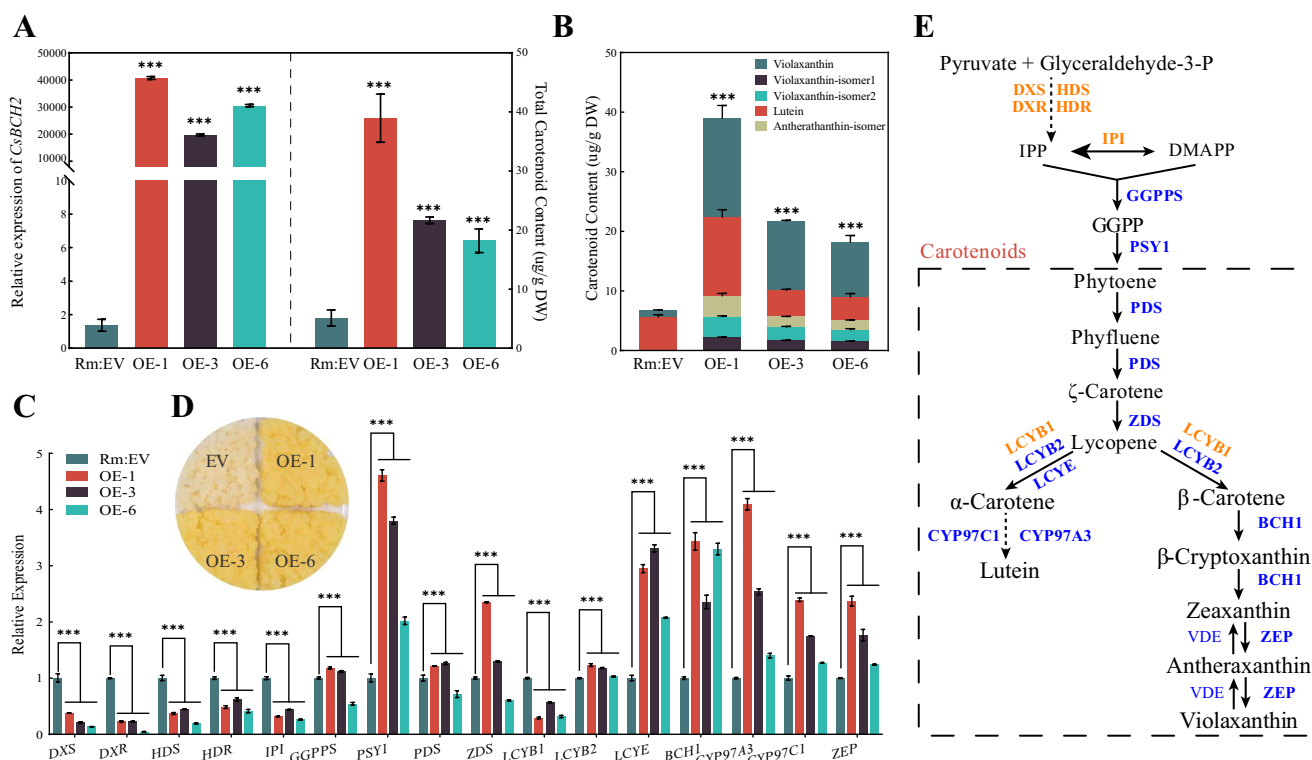 A
Relative expression of CsBCH2
50000
40000
30000
20000
10000
10
8
6
4
2
0
***
***
***
***
***
***
50
40
30
20
10
0
Total Carotenoid Content (ug/g DW)
Rm:EV OE-1 OE-3 OE-6 Rm:EV OE-1 OE-3 OE-6
B
Carotenoid Content (ug/g DW)
50
40
30
20
10
0
Violaxanthin
Violaxanthin-isomer1
Violaxanthin-isomer2
Lutein
Antherathanthin-isomer
***
***
***
Rm:EV OE-1 OE-3 OE-6
C
Relative Expression
5
4
3
2
1
0
Rm:EV
OE-1
OE-3
OE-6
*** *** *** *** *** *** *** *** *** *** *** *** *** *** *** ***
DXS DXR HDS HDR IPI GGPPS PSY1 PDS ZDS LCYB1 LCYB2 LCYE BCH1 CYP97A3 CYP97C1 ZEP
D
EV OE-1
OE-3 OE-6
E
Pyruvate + Glyceraldehyde-3-P
DXS HDS
DXR HDR
IPP IPI DMAPP
GGPPS
GGPP
Carotenoids PSY1
Phytoene
PDS
Phyfluene
PDS
ζ-Carotene
ZDS
Lycopene
LCYB1 LCYB1
LCYB2 LCYB2
LCYE
α-Carotene β-Carotene
CYP97C1 CYP97A3 BCH1
Lutein β-Cryptoxanthin
BCH1
Zeaxanthin
VDE ZEP
Antheraxanthin
VDE ZEP
Violaxanthin